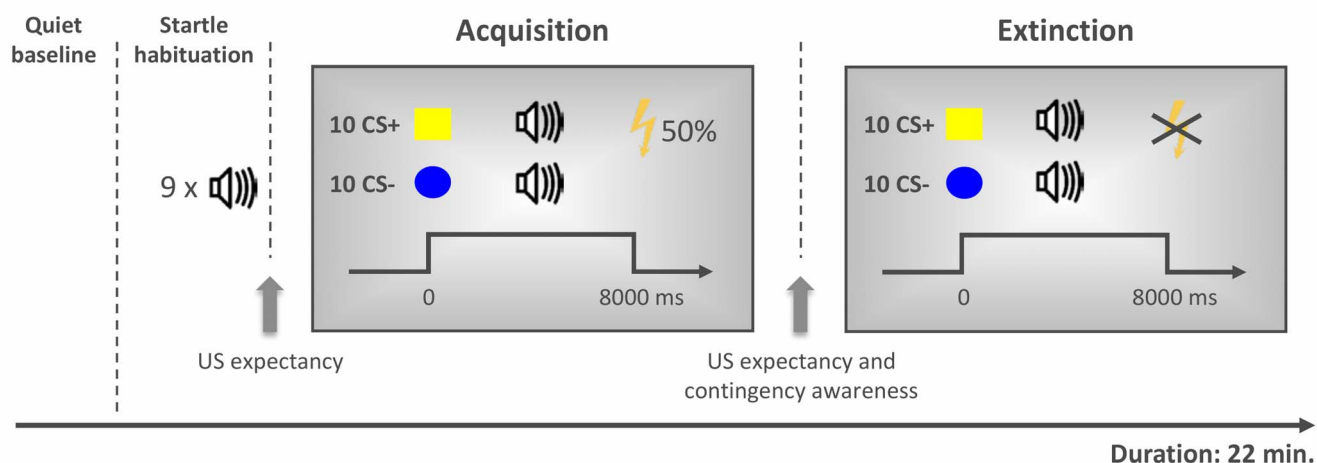 Quiet
baseline
Startle
habituation
9 x
Acquisition
10 CS+
50%
10 CS-
0
8000 ms
Extinction
10 CS+
10 CS-
0
8000 ms
US expectancy
US expectancy and
contingency awareness
Duration: 22 min.